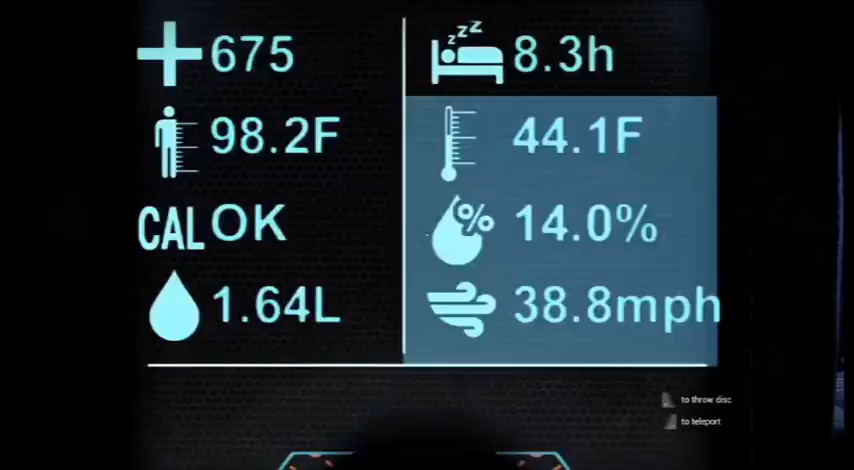 675
zzz 8.3h
98.2F
44.1F
CAL OK
% 14.0%
1.64L
38.8mph
to throw disc
to teleport